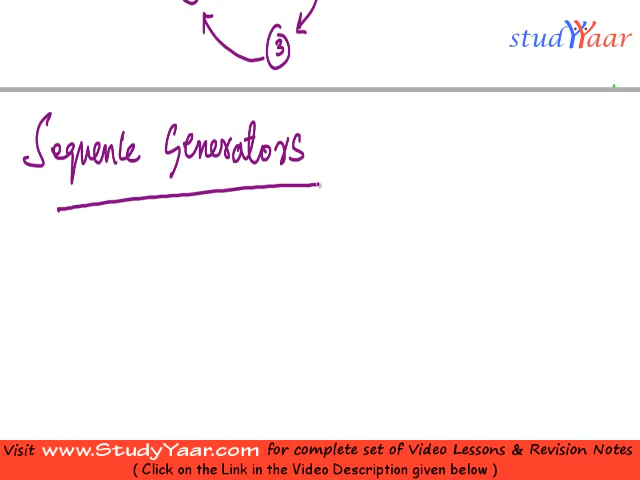 3
studYYaar
Sequence Generators
Visit www.StudyYaar.com for complete set of Video Lessons & Revision Notes
( Click on the Link in the Video Description given below )